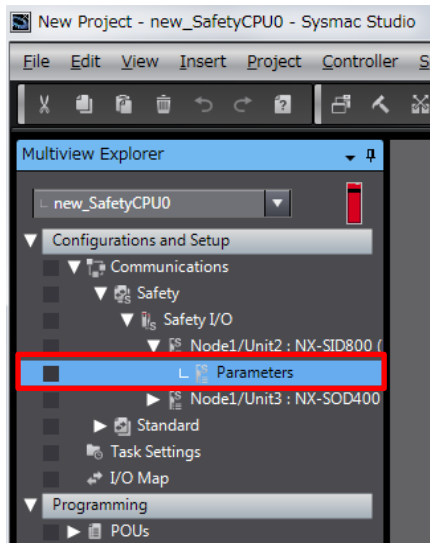 New Project - new_SafetyCPU0 - Sysmac Studio
File Edit View Insert Project Controller S
Multiview Explorer
new_SafetyCPU0
Configurations and Setup
Communications
Safety
Safety I/O
Node1/Unit2 : NX-SID800 (
Parameters
Node1/Unit3 : NX-SOD400
Standard
Task Settings
I/O Map
Programming
POUs